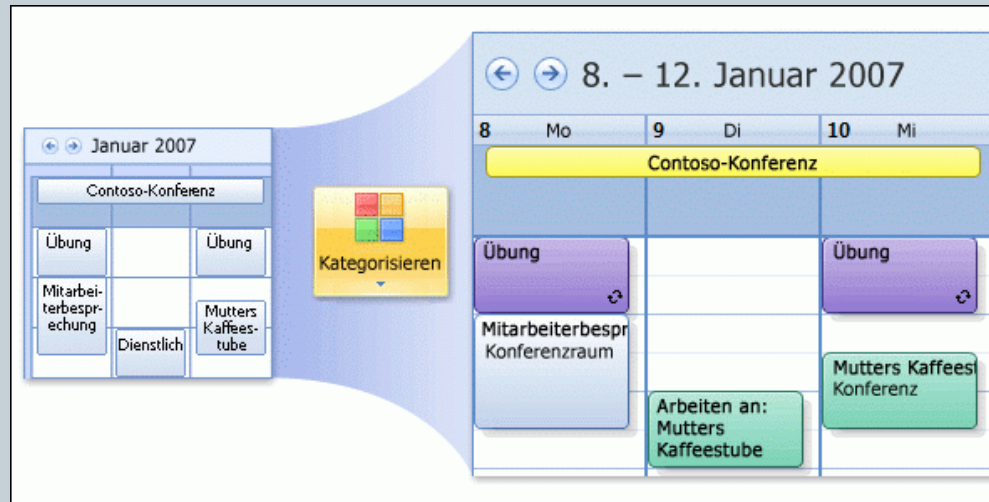 Januar 2007
Contoso-Konferenz
Übung
Übung
Mitarbei-
terbespr-
echung
Mutters
Kaffees-
tube
Dienstlich
Kategorisieren
8. – 12. Januar 2007
8 Mo 9 Di 10 Mi
Contoso-Konferenz
Übung
Übung
Mitarbeiterbespr
Konferenzraum
Mutters Kaffeest
Konferenz
Arbeiten an:
Mutters
Kaffeestube